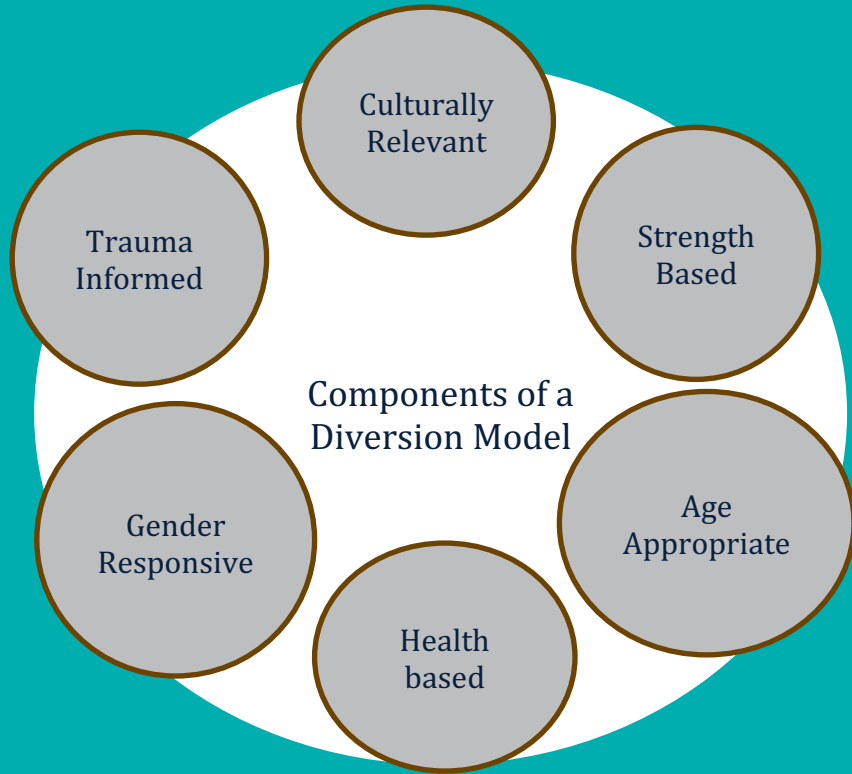 Culturally
Relevant
Strength
Based
Trauma
Informed
Components of a
Diversion Model
Age
Appropriate
Gender
Responsive
Health
based